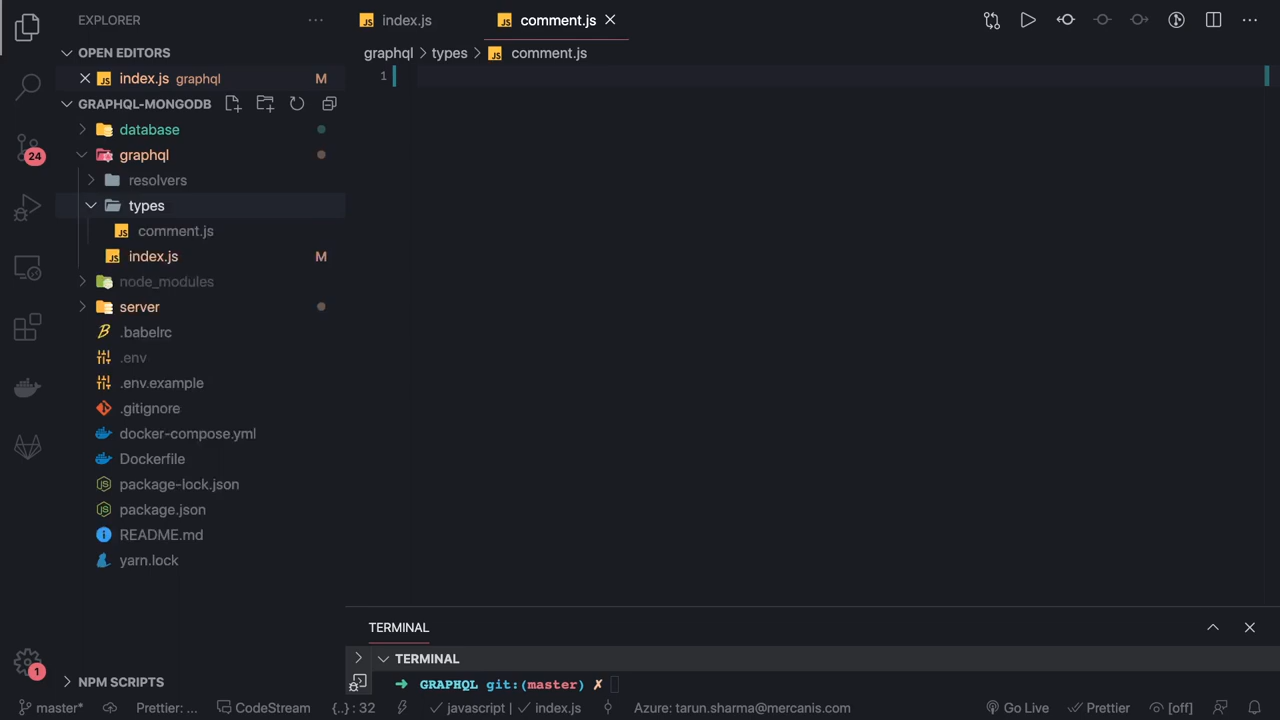 EXPLORER
OPEN EDITORS
index.js graphql M
GRAPHQL-MONGODB
database
graphql
resolvers
types
comment.js
index.js M
node_modules
server
.babelrc
.env
.env.example
.gitignore
docker-compose.yml
Dockerfile
package-lock.json
package.json
README.md
yarn.lock
NPM SCRIPTS
24
1
index.js
comment.js
graphql > types > comment.js
1
TERMINAL
TERMINAL
➜ GRAPHQL git:(master) ✗
master* Prettier: ... CodeStream {..} : 32 javascript | index.js Azure: tarun.sharma@mercanis.com Go Live Prettier [off]